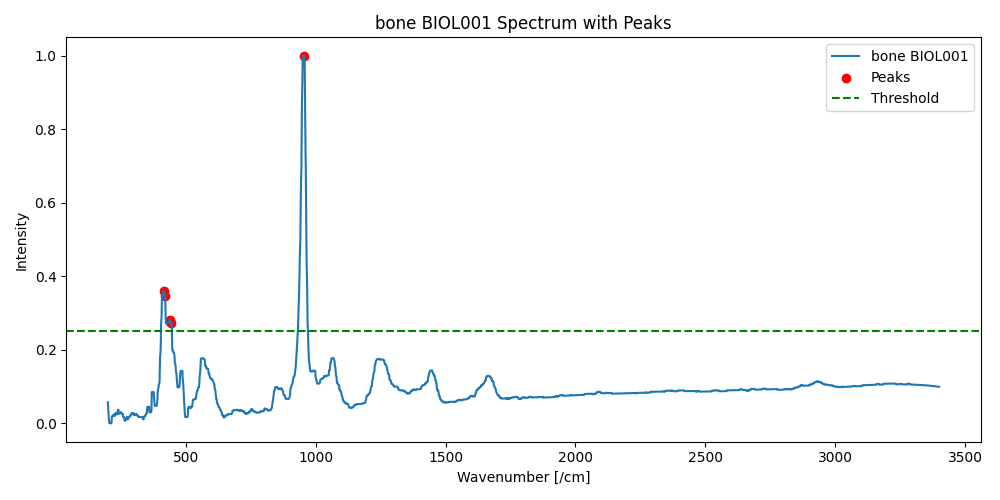 bone BIOL001 Spectrum with Peaks
bone BIOL001
Peaks
Threshold
Intensity
1.0
0.8
0.6
0.4
0.2
0.0
500 1000 1500 2000 2500 3000 3500
Wavenumber [/cm]